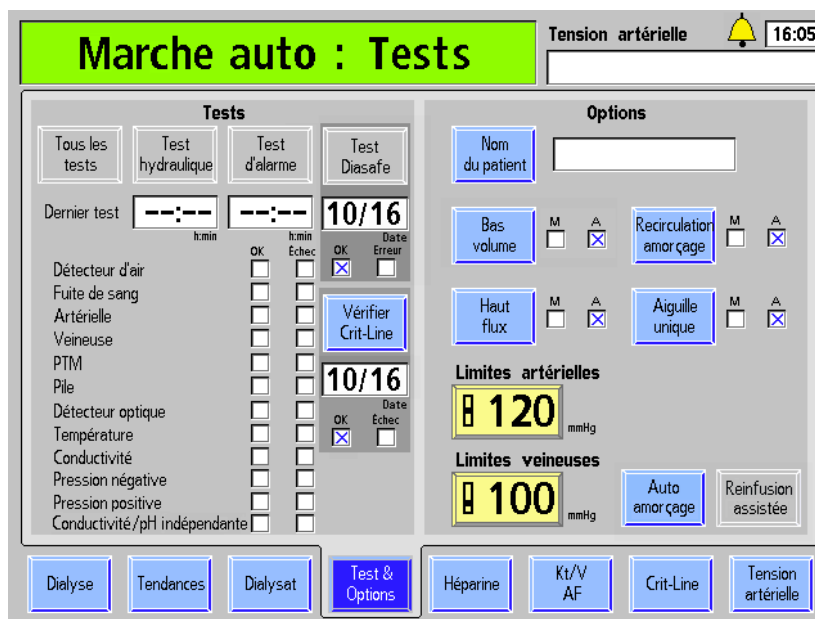 Marche auto : Tests
Tension artérielle
16:05
Tests
Tous les tests
Test hydraulique
Test d'alarme
Test Diasafe
Dernier test
--:--
--:--
10/16
h:min
h:min
Date
OK
Échec
OK
Erreur
Détecteur d'air
Fuite de sang
Artérielle
Veineuse
PTM
Pile
Détecteur optique
Température
Conductivité
Pression négative
Pression positive
Conductivité/pH indépendante
Vérifier Crit-Line
10/16
Date
OK
Échec
Options
Nom du patient
Bas volume
M
A
Recirculation amorçage
M
A
Haut flux
M
A
Aiguille unique
M
A
Limites artérielles
120
mmHg
Limites veineuses
100
mmHg
Auto amorçage
Reinfusion assistée
Dialyse
Tendances
Dialysat
Test & Options
Héparine
Kt/V AF
Crit-Line
Tension artérielle